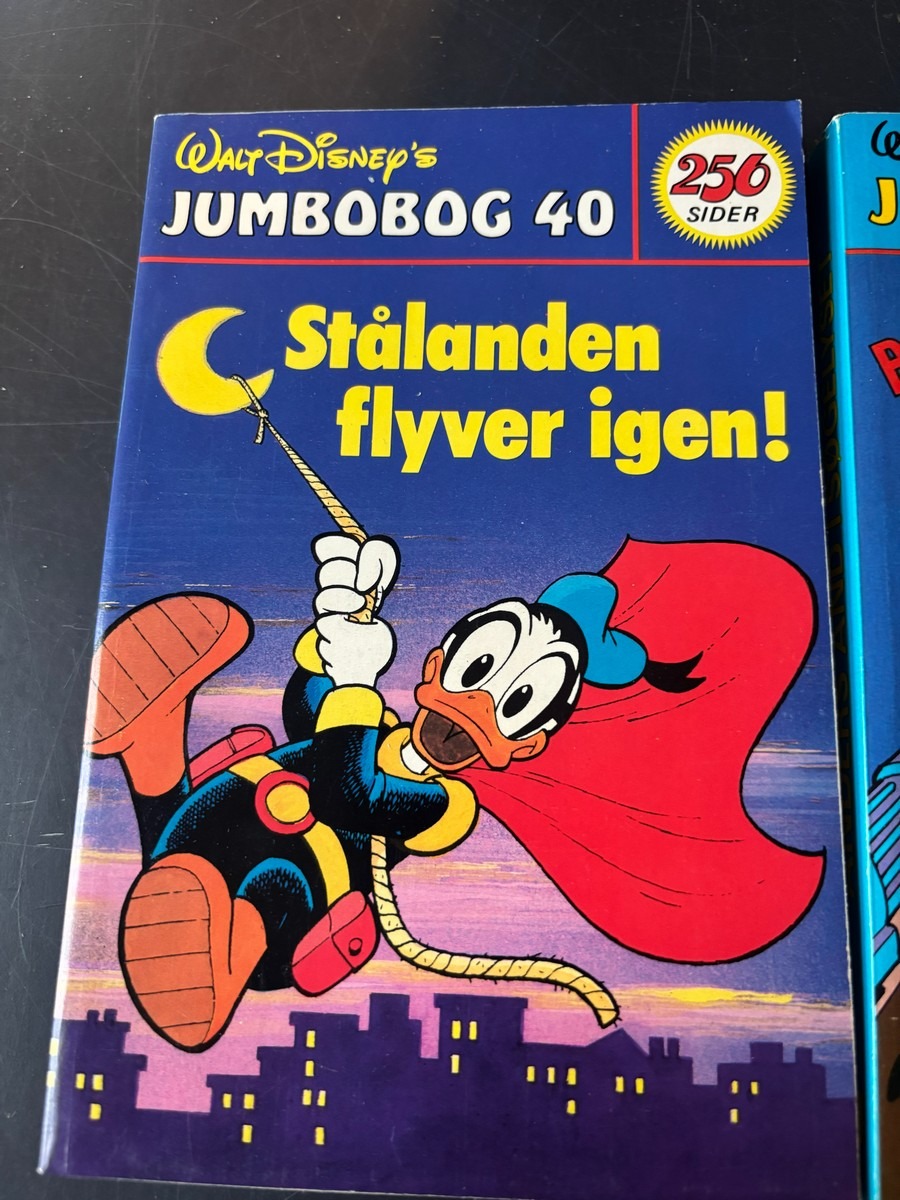 WALT DISNEY'S
JUMBOBOG 40
256
SIDER
Stålanden
flyver igen!